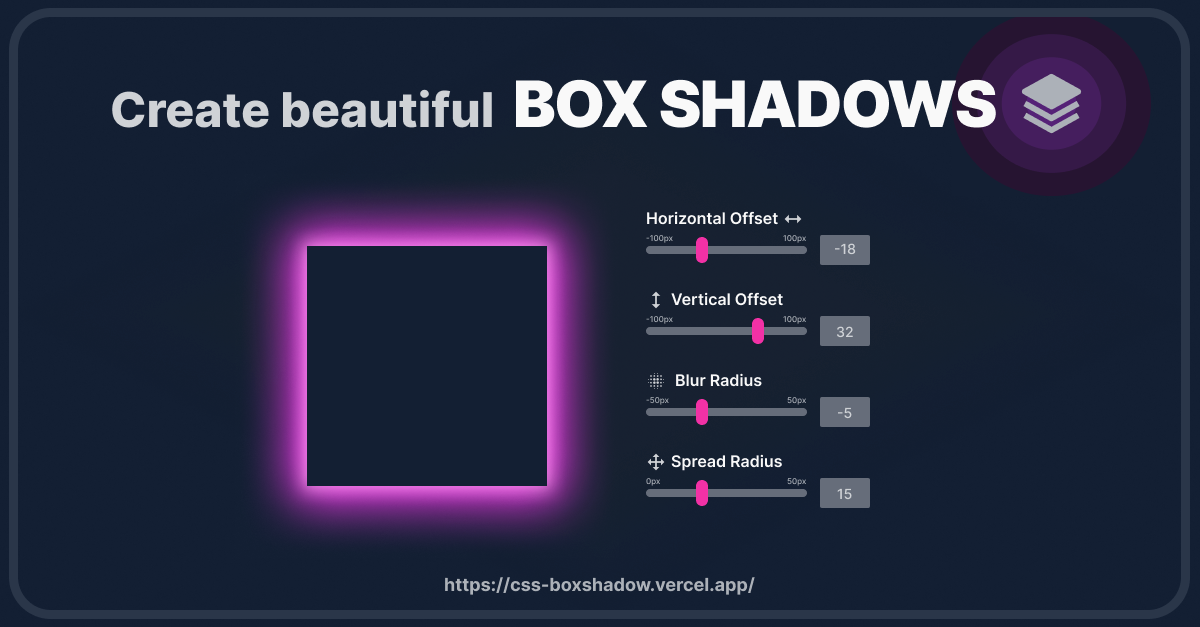 Create beautiful BOX SHADOWS
Horizontal Offset
-100px 100px
-18
Vertical Offset
-100px 100px
32
Blur Radius
-50px 50px
-5
Spread Radius
0px 50px
15
https://css-boxshadow.vercel.app/